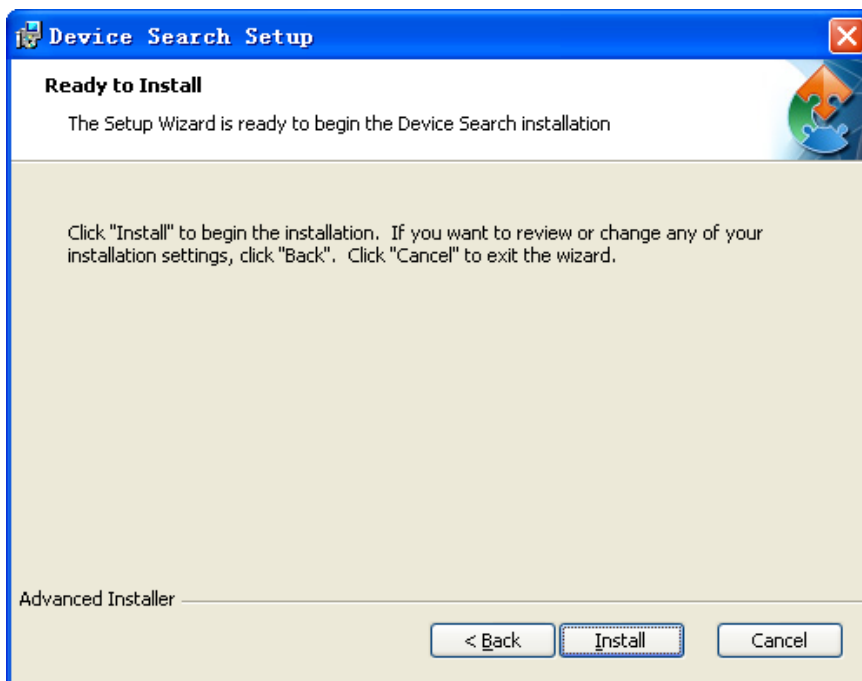 Device Search Setup
Ready to Install
The Setup Wizard is ready to begin the Device Search installation
Click "Install" to begin the installation.  If you want to review or change any of your
installation settings, click "Back".  Click "Cancel" to exit the wizard.
Advanced Installer
< Back Install Cancel